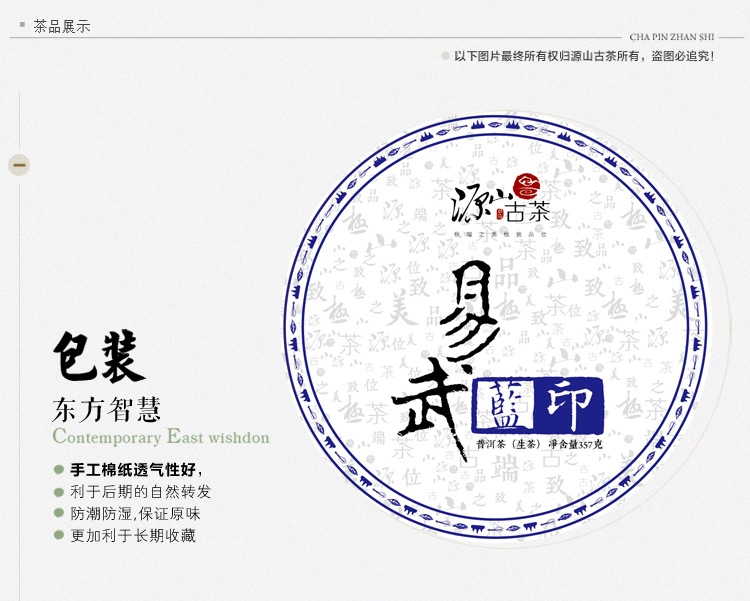 茶品展示
CHA PIN ZHAN SHI
以下图片最终所有权归源山古茶所有，盗图必追究！
源山古茶
易武
藍印
普洱茶（生茶）净含量357克
包装
东方智慧
Contemporary East wishdon
手工棉纸透气性好，
利于后期的自然转发
防潮防湿,保证原味
更加利于长期收藏